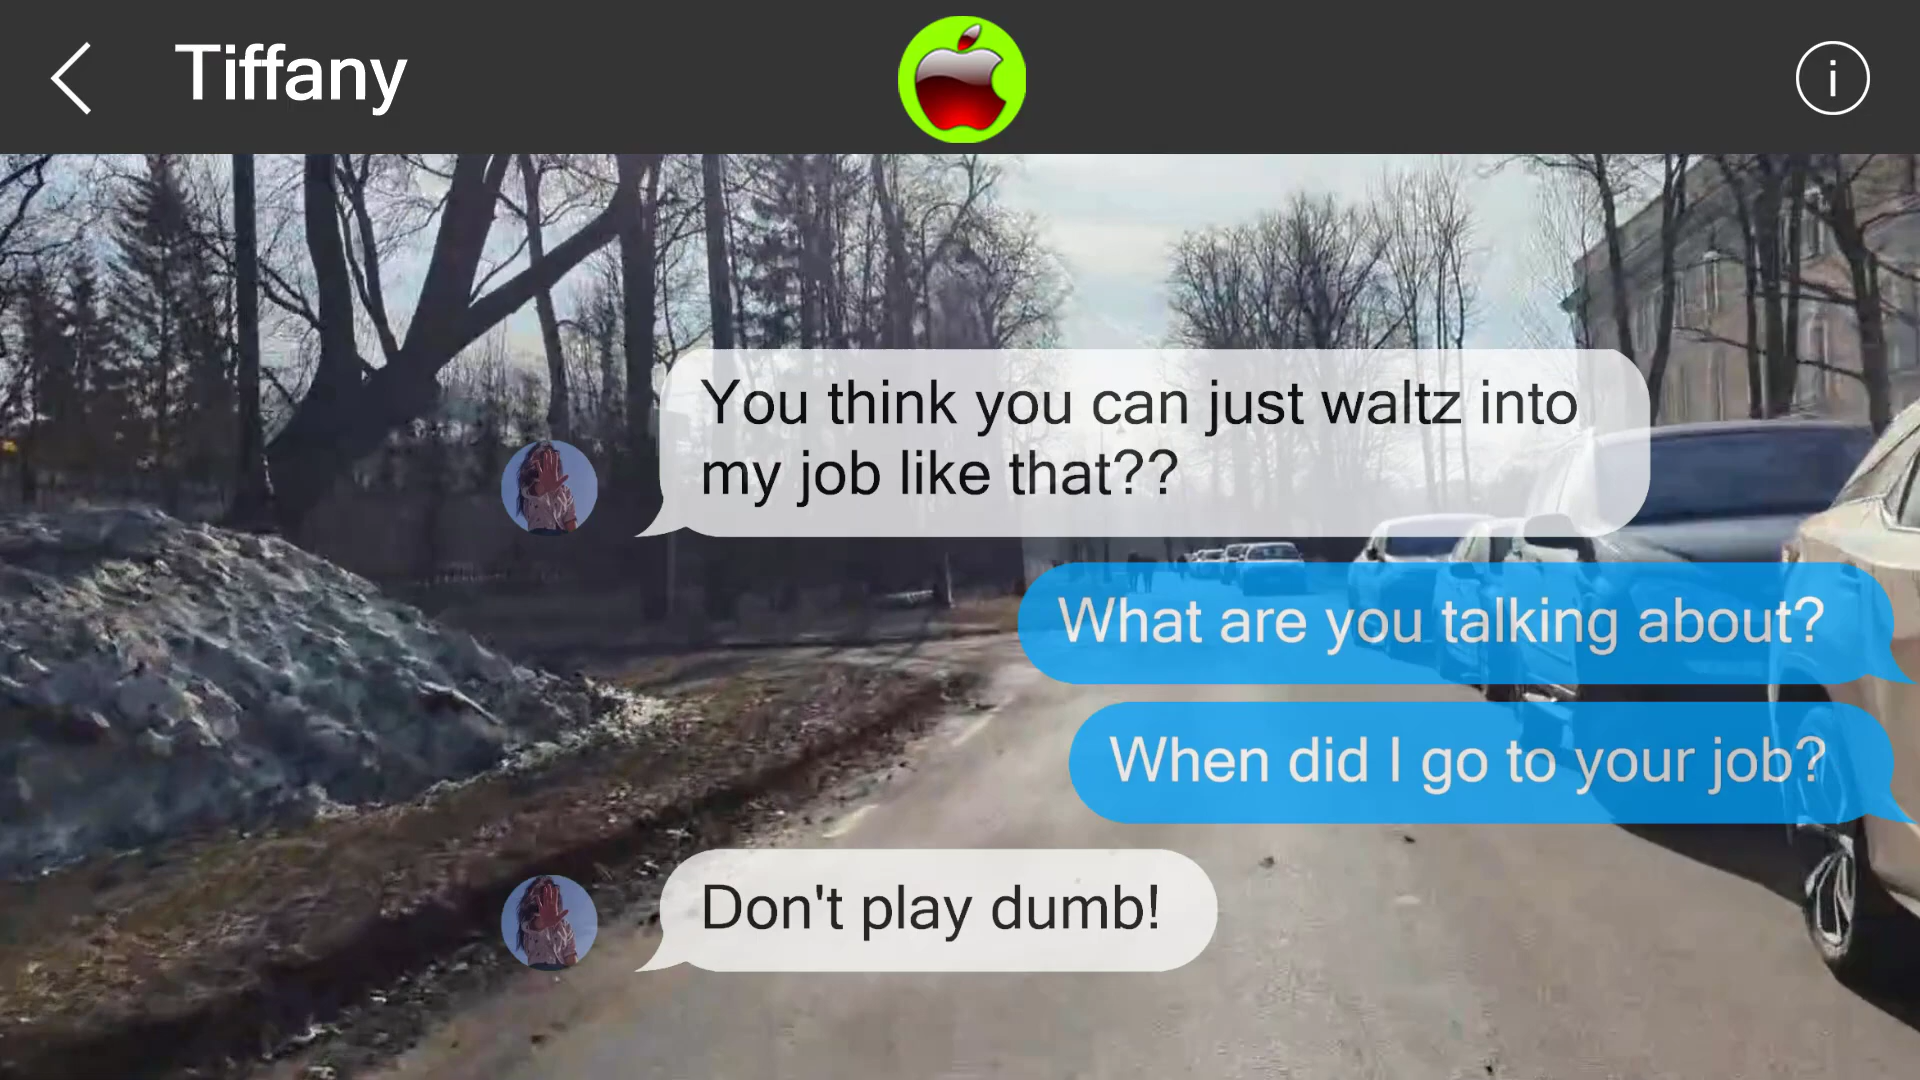 Tiffany
i
You think you can just waltz into
my job like that??
What are you talking about?
When did I go to your job?
Don't play dumb!